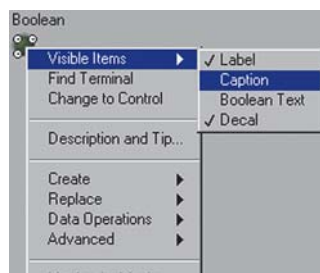 Boolean
Visible Items
Find Terminal
Change to Control
Description and Tip...
Create
Replace
Data Operations
Advanced
Label
Caption
Boolean Text
Decal